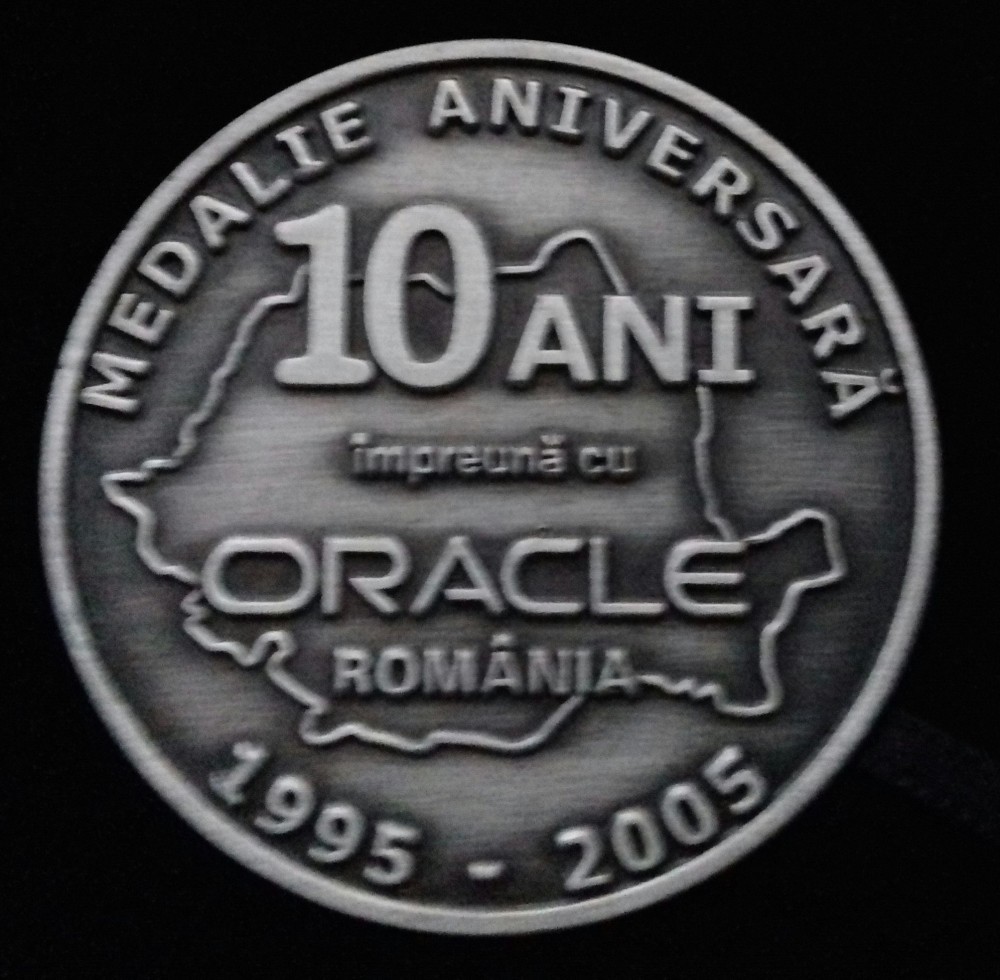 MEDALIE ANIVERSARĂ
10 ANI
împreună cu
ORACLE
ROMÂNIA
1995 - 2005